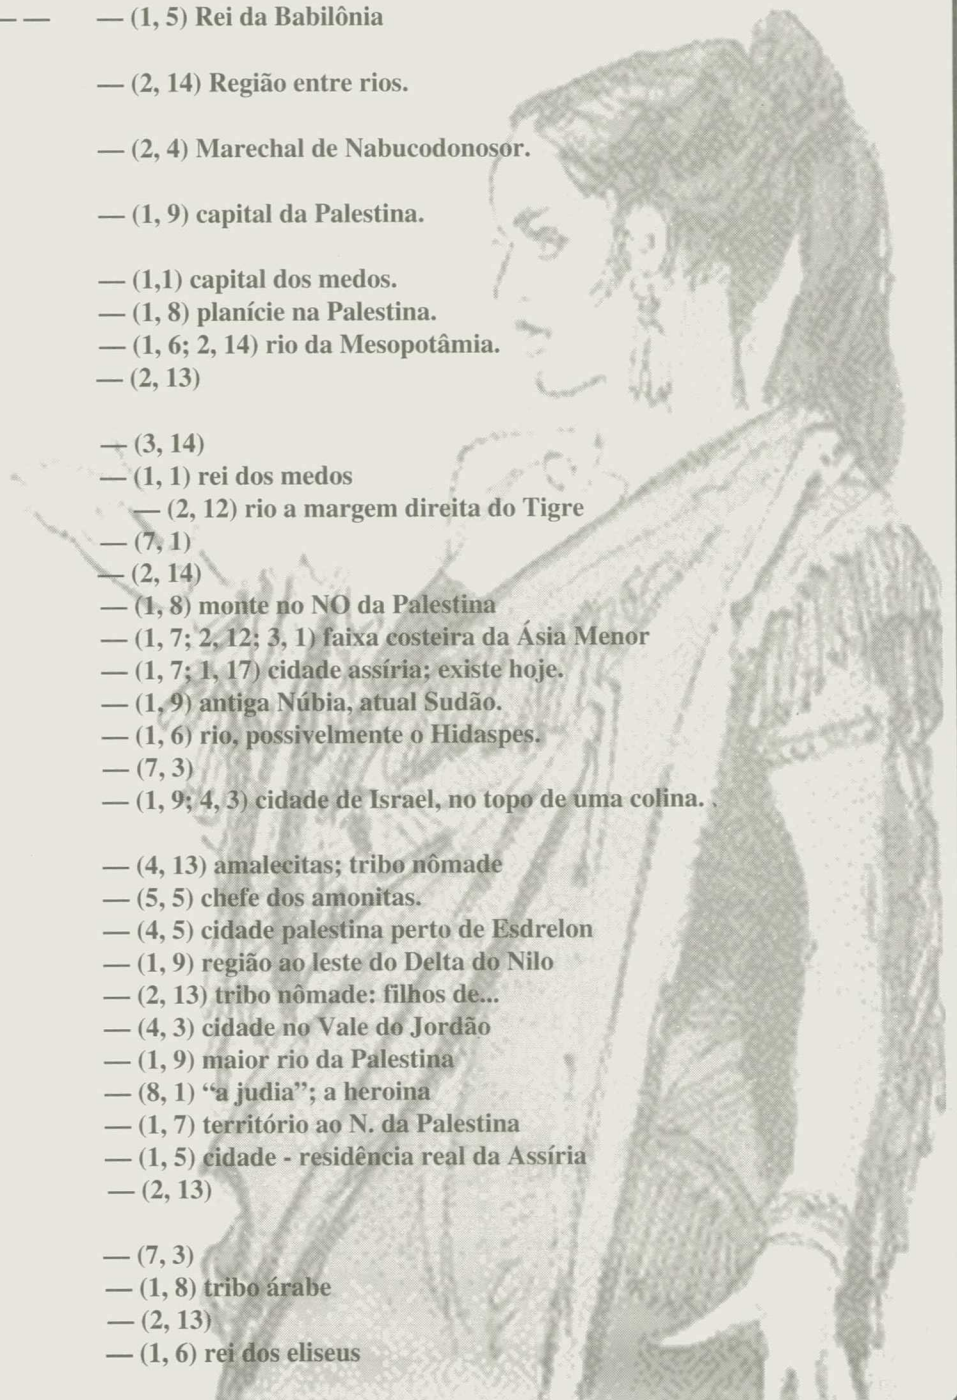 — — — (1, 5) Rei da Babilônia
— (2, 14) Região entre rios.
— (2, 4) Marechal de Nabucodonosor.
— (1, 9) capital da Palestina.
— (1,1) capital dos medos.
— (1, 8) planície na Palestina.
— (1, 6; 2, 14) rio da Mesopotâmia.
— (2, 13)
— (3, 14)
— (1, 1) rei dos medos
— (2, 12) rio a margem direita do Tigre
— (7, 1)
— (2, 14)
— (1, 8) monte no NO da Palestina
— (1, 7; 2, 12; 3, 1) faixa costeira da Ásia Menor
— (1, 7; 1, 17) cidade assíria; existe hoje.
— (1, 9) antiga Núbia, atual Sudão.
— (1, 6) rio, possivelmente o Hidaspes.
— (7, 3)
— (1, 9; 4, 3) cidade de Israel, no topo de uma colina. .
— (4, 13) amalecitas; tribo nômade
— (5, 5) chefe dos amonitas.
— (4, 5) cidade palestina perto de Esdrelon
— (1, 9) região ao leste do Delta do Nilo
— (2, 13) tribo nômade: filhos de...
— (4, 3) cidade no Vale do Jordão
— (1, 9) maior rio da Palestina
— (8, 1) “a judia”; a heroina
— (1, 7) território ao N. da Palestina
— (1, 5) cidade - residência real da Assíria
— (2, 13)
— (7, 3)
— (1, 8) tribo árabe
— (2, 13)
— (1, 6) rei dos eliseus